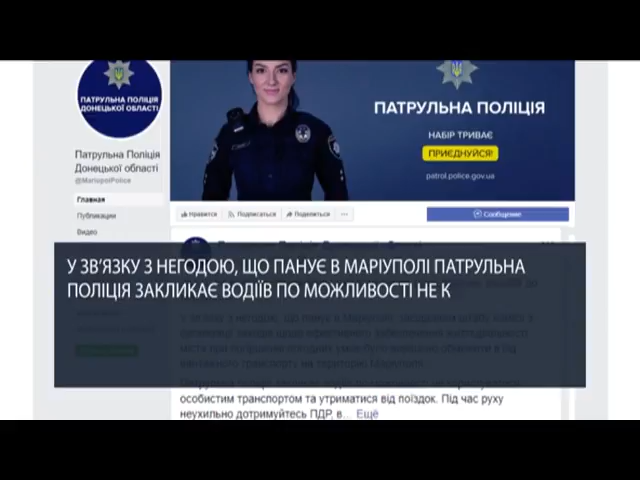 ПАТРУЛЬНА ПОЛІЦІЯ
ДОНЕЦЬКОЇ ОБЛАСТІ
ПАТРУЛЬНА ПОЛІЦІЯ
НАБІР ТРИВАЄ
ПРИЄДНУЙСЯ!
patrol.police.gov.ua
Патрульна Поліція
Донецької області
@MariupolPolice
Главная
Публикации
Видео
Нравится
Подписаться
Поделиться
Сообщение
У ЗВ'ЯЗКУ З НЕГОДОЮ, ЩО ПАНУЄ В МАРІУПОЛІ ПАТРУЛЬНА
ПОЛІЦІЯ ЗАКЛИКАЄ ВОДІЇВ ПО МОЖЛИВОСТІ НЕ К
особистим транспортом та утриматися від поїздок. Під час руху
неухильно дотримуйтесь ПДР, в... Ещё